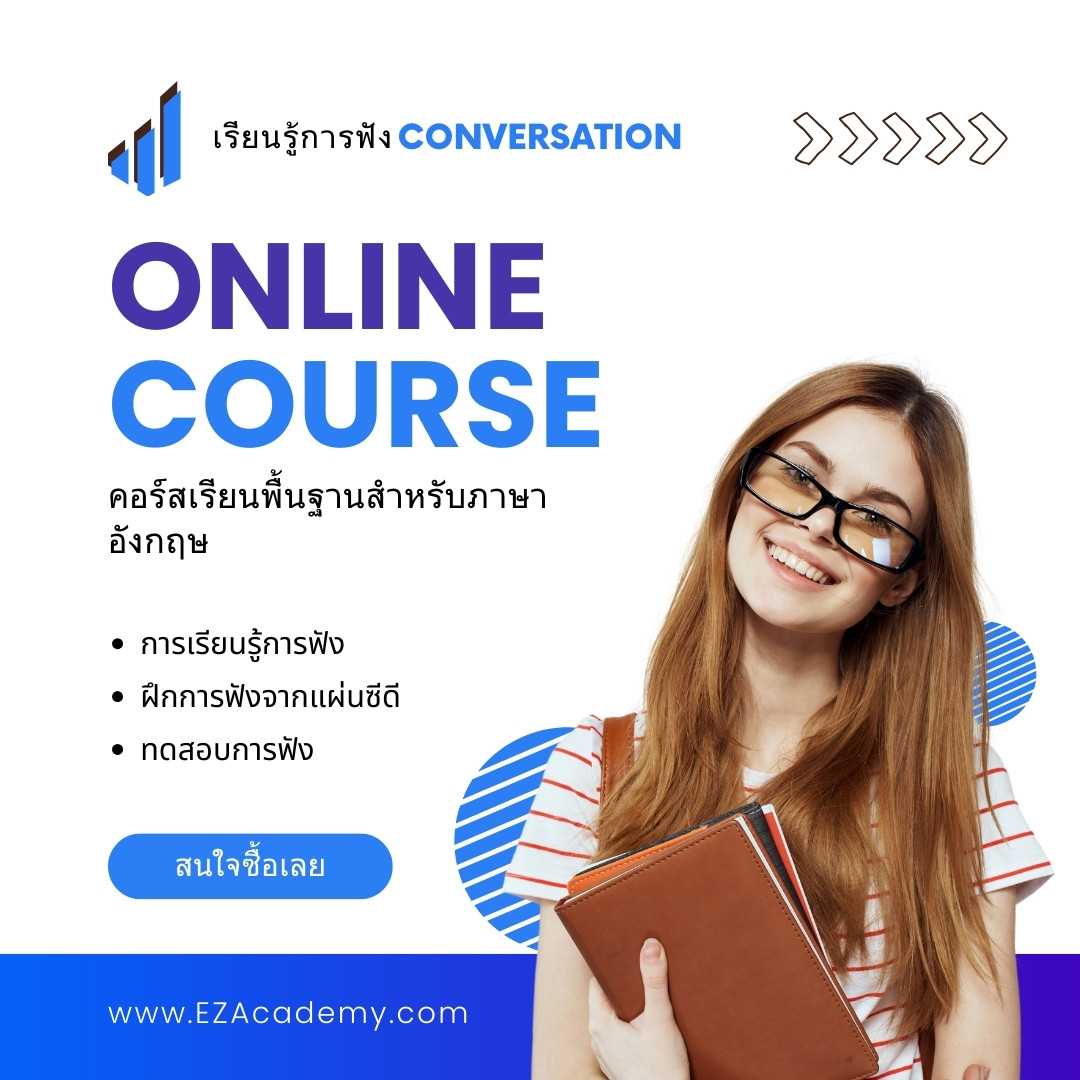 เรียนรู้การฟัง CONVERSATION
ONLINE
COURSE
คอร์สเรียนพื้นฐานสำหรับภาษา
อังกฤษ
• การเรียนรู้การฟัง
• ฝึกการฟังจากแผ่นซีดี
• ทดสอบการฟัง
สนใจซื้อเลย
www.EZAcademy.com